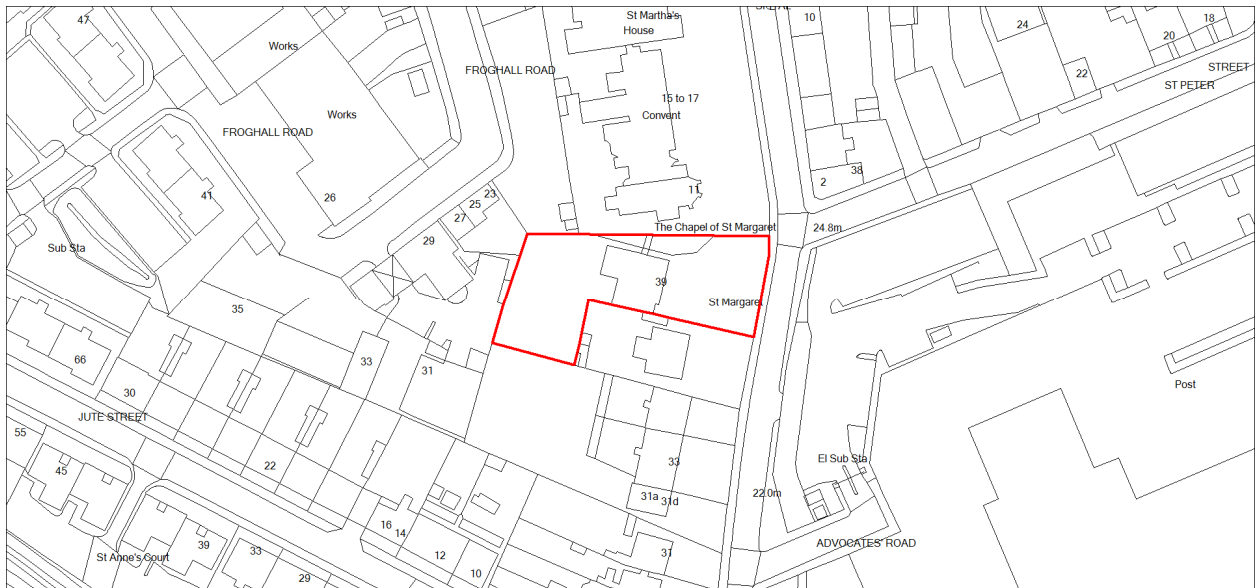 47
St Martha's
House
10
24
18
20
Works
FROGHALL ROAD
22
STREET
ST PETER
15 to 17
Convent
Works
FROGHALL ROAD
38
2
26
41
23
11
25
27
The Chapel of St Margaret
24.8m
29
Sub Sta
39
St Margaret
35
66
33
31
30
Post
JUTE STREET
55
45
22
33
El Sub Sta
31a
31d
22.0m
16
14
39
33
12
31
ADVOCATES' ROAD
St Anne's Court
29
10